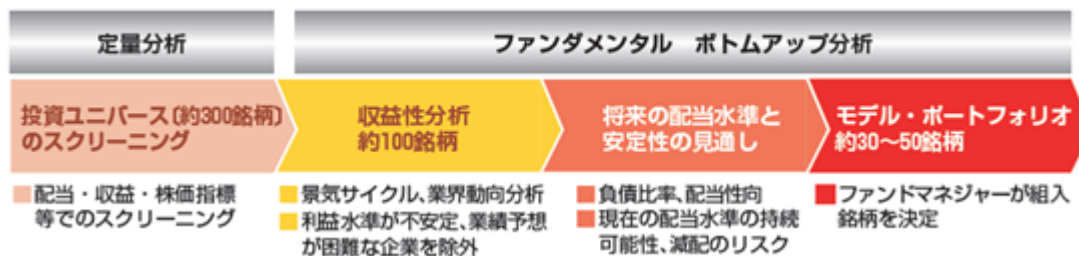 定量分析
ファンダメンタル ボトムアップ分析
投資ユニバース〔約300銘柄〕
のスクリーニング
収益性分析
約100銘柄
将来の配当水準と
安定性の見通し
モデル・ポートフォリオ
約30～50銘柄
配当・収益・株価指標
等でのスクリーニング
景気サイクル、業界動向分析
利益水準が不安定、業績予想
が困難な企業を除外
負債比率、配当性向
現在の配当水準の持続
可能性、減配のリスク
ファンドマネジャーが組入
銘柄を決定